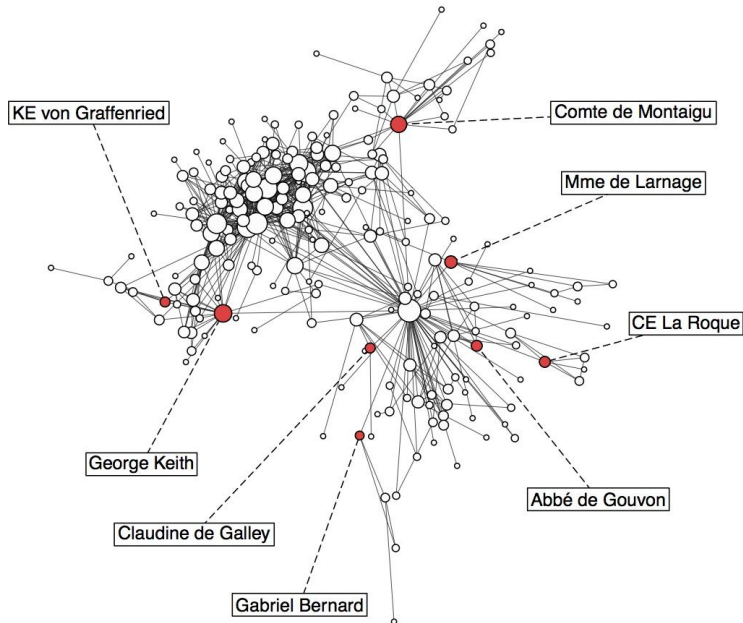 KE von Graffenried
Comte de Montaigu
Mme de Larnage
CE La Roque
George Keith
Abbé de Gouvon
Claudine de Galley
Gabriel Bernard